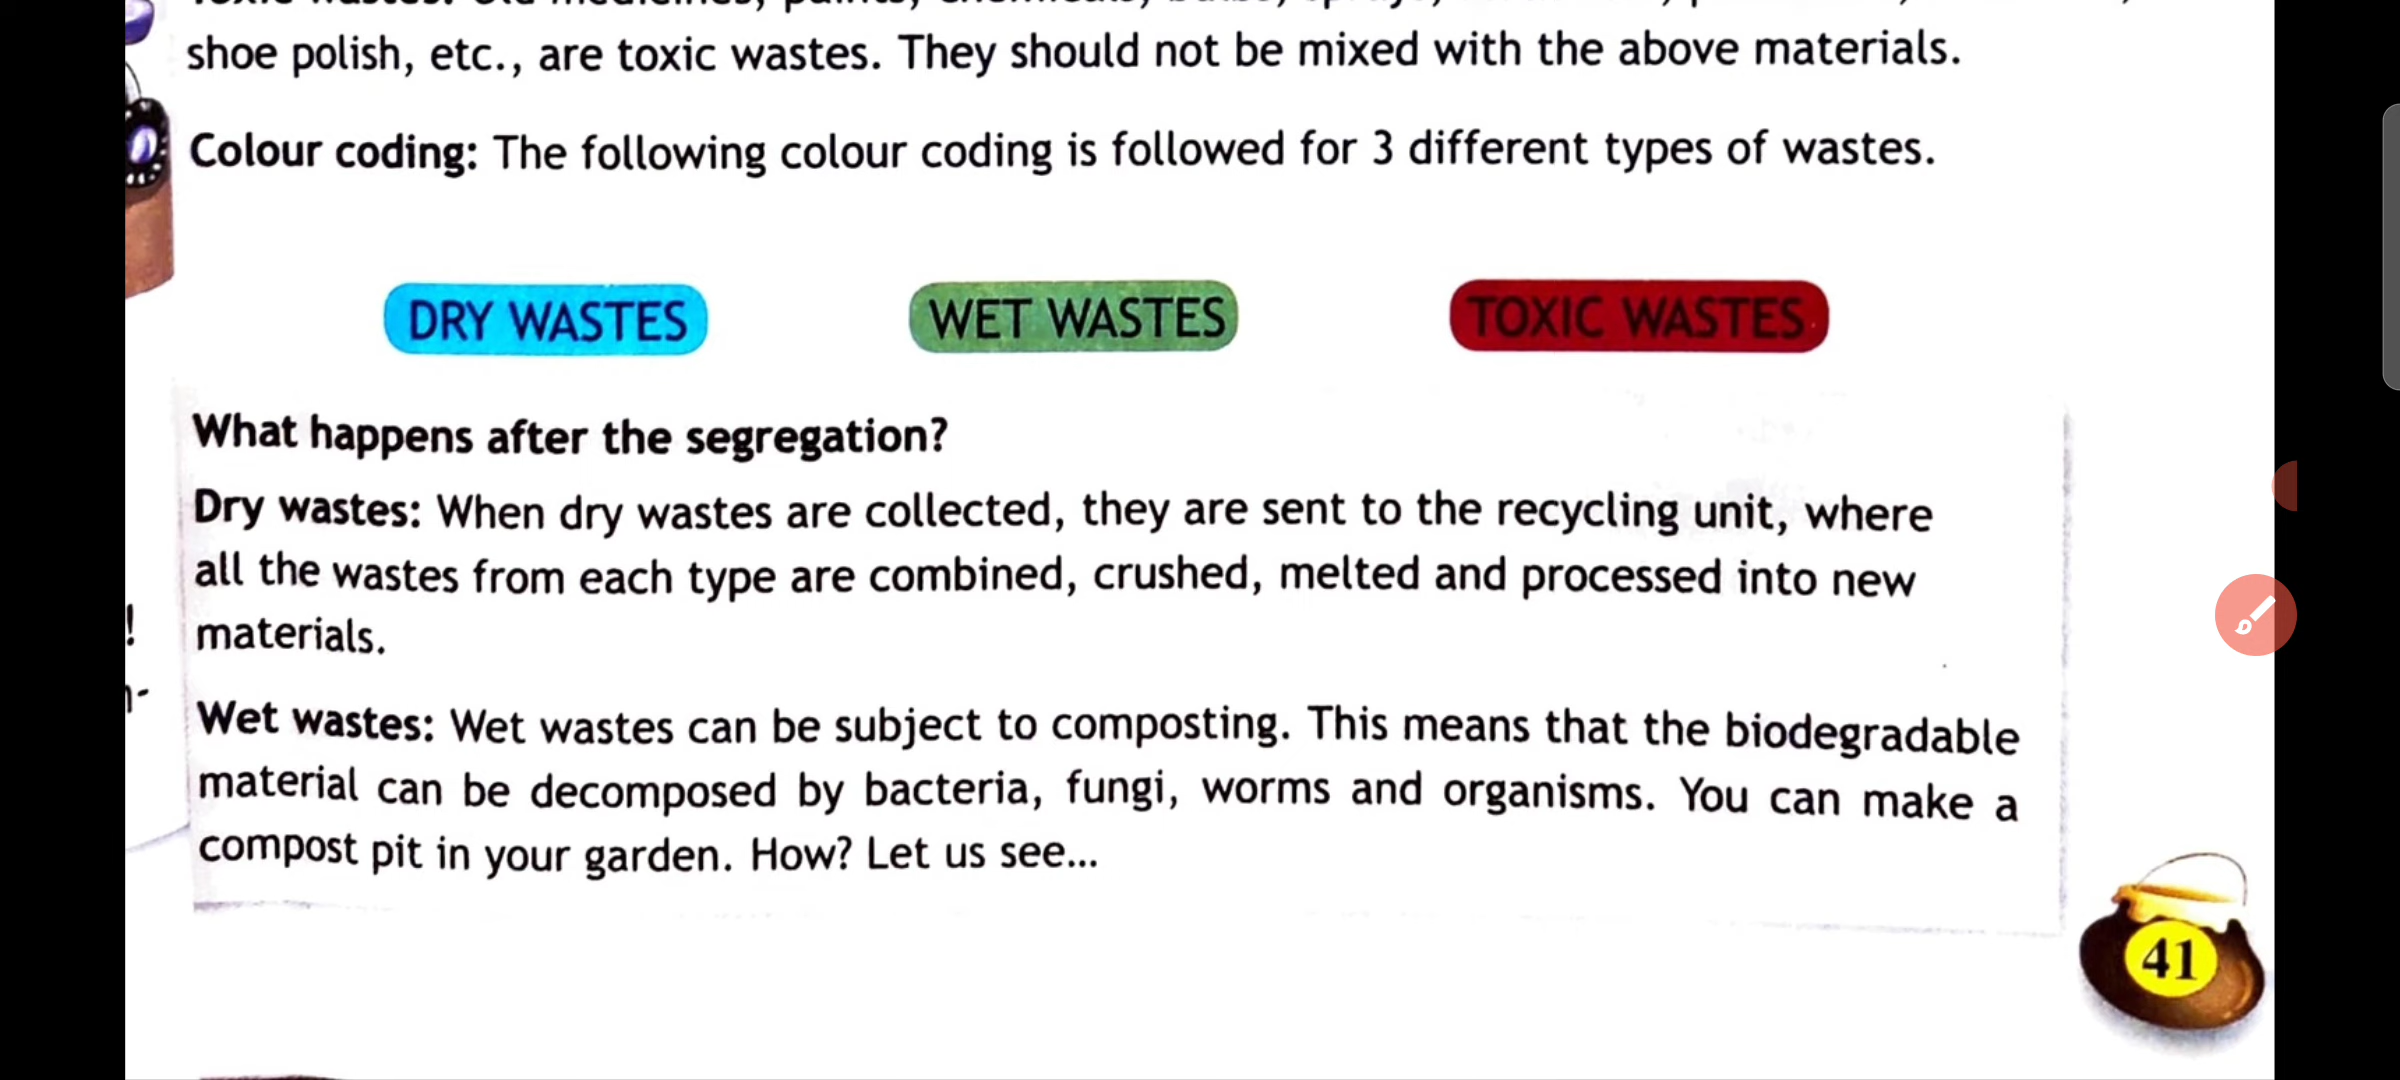 shoe polish, etc., are toxic wastes. They should not be mixed with the above materials.
Colour coding: The following colour coding is followed for 3 different types of wastes.
DRY WASTES WET WASTES TOXIC WASTES
What happens after the segregation?
Dry wastes: When dry wastes are collected, they are sent to the recycling unit, where
all the wastes from each type are combined, crushed, melted and processed into new
materials.
Wet wastes: Wet wastes can be subject to composting. This means that the biodegradable
material can be decomposed by bacteria, fungi, worms and organisms. You can make a
compost pit in your garden. How? Let us see...
41